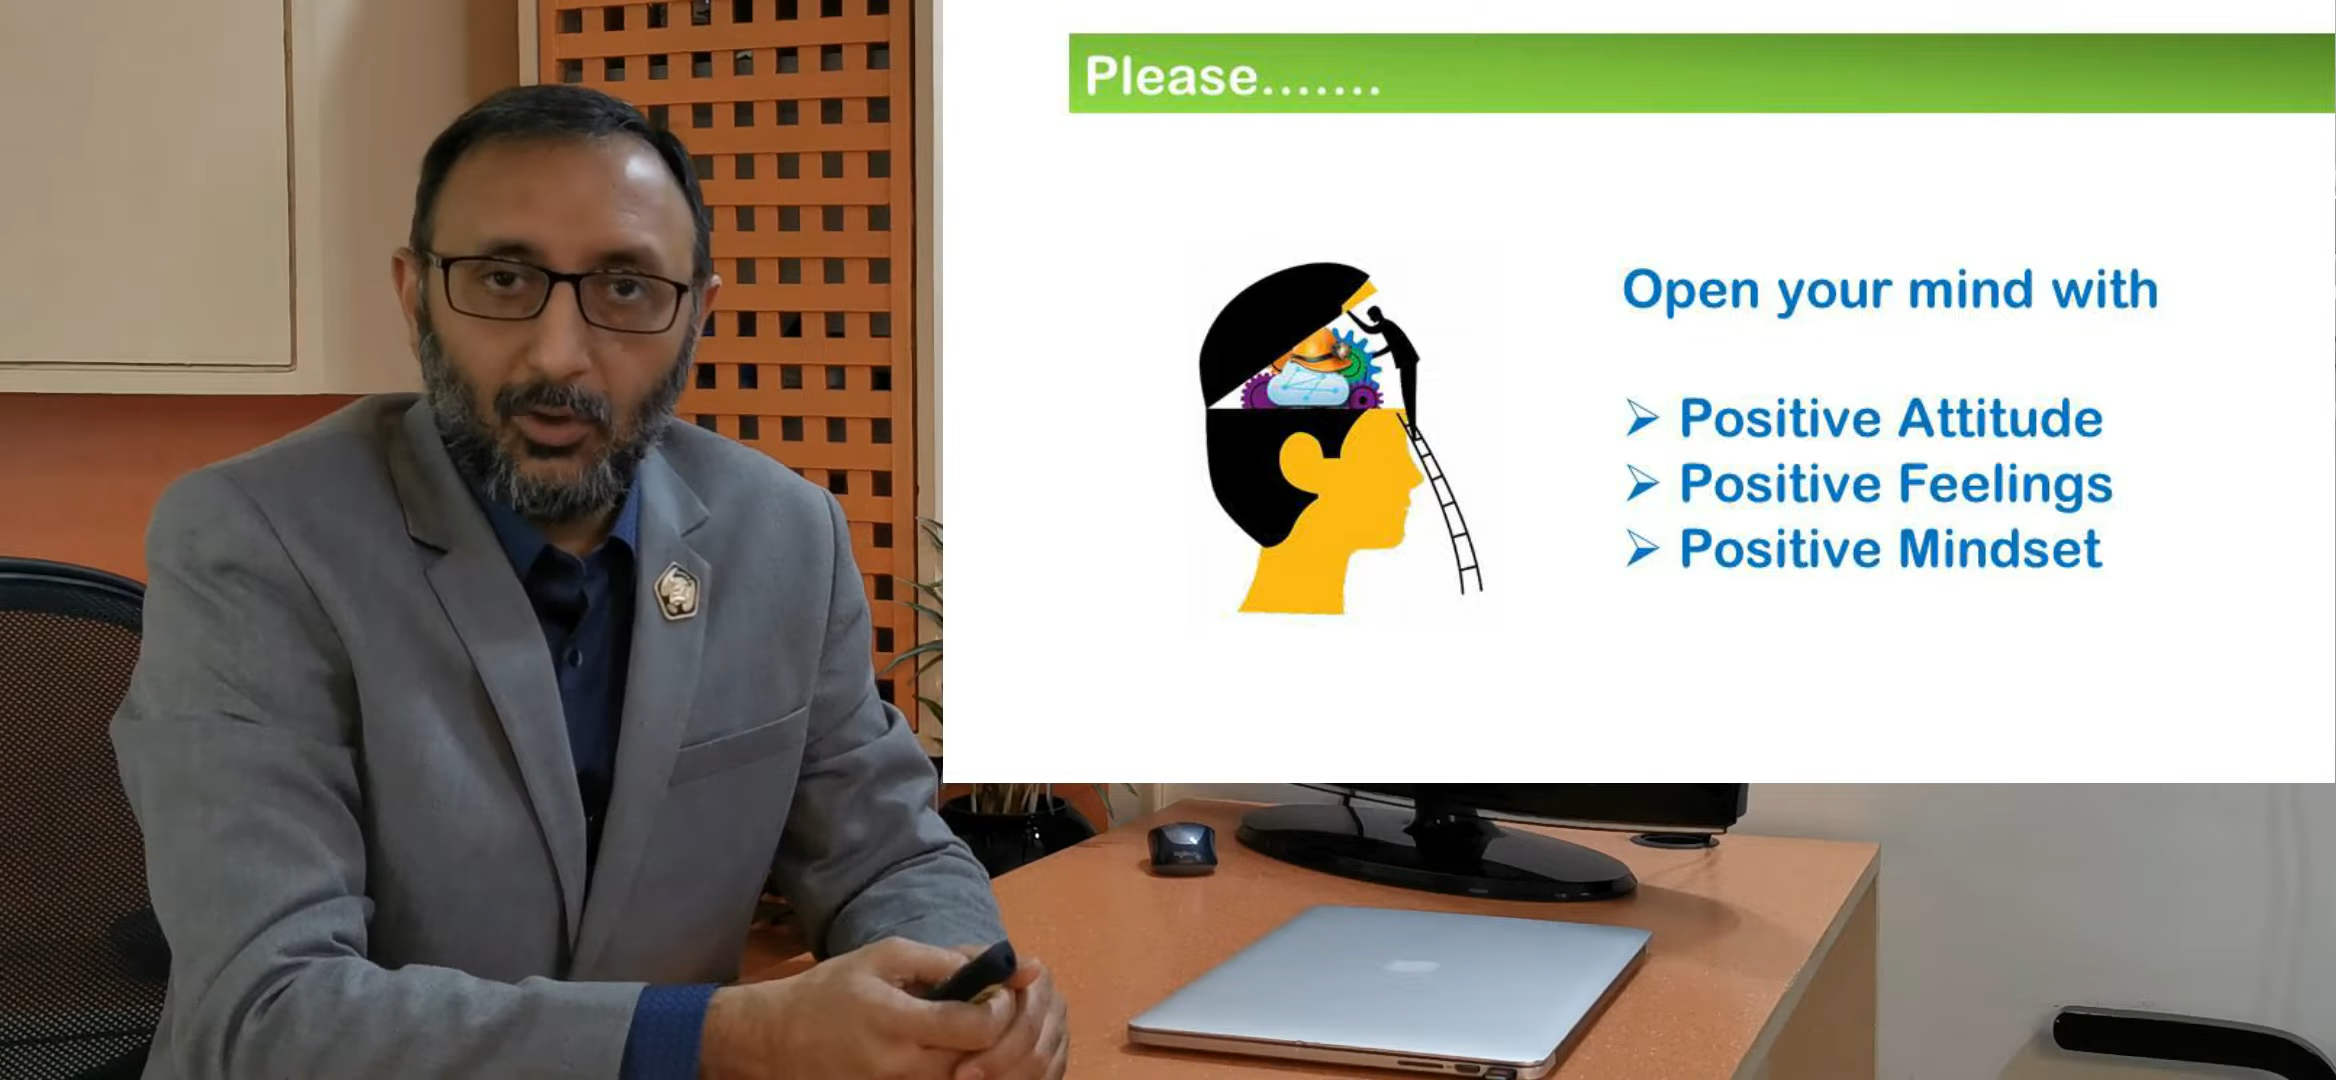 Please.......
Open your mind with
➢ Positive Attitude
➢ Positive Feelings
➢ Positive Mindset